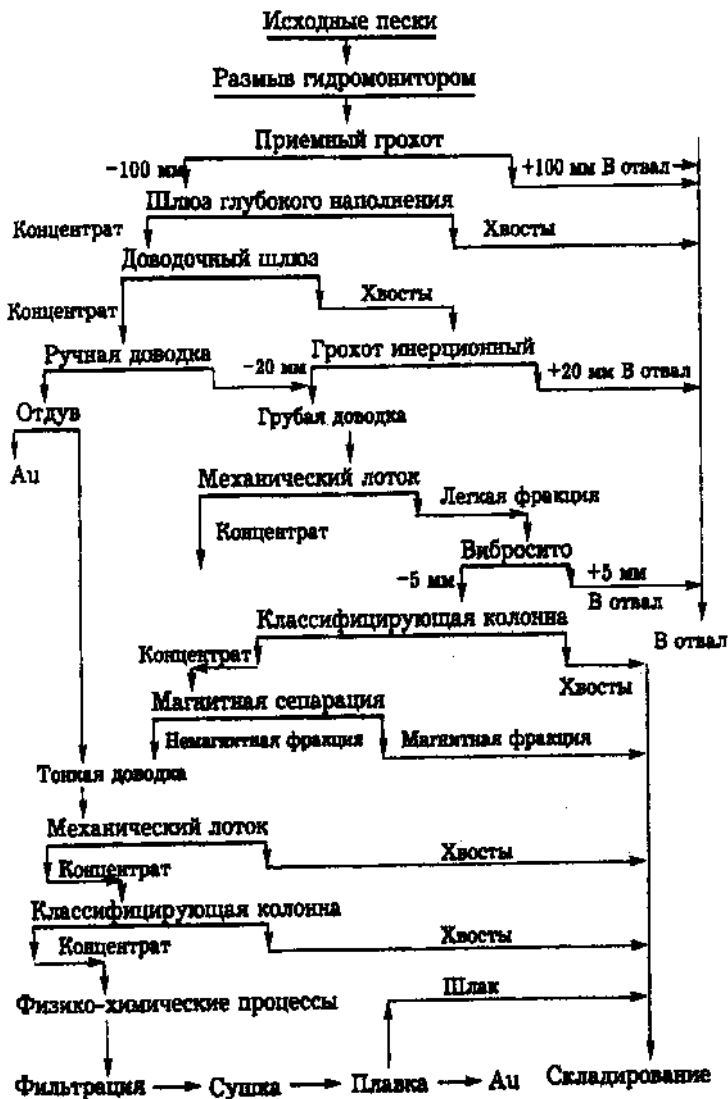 Исходные пески
Размыв гидромонитором
Приемный грохот
−100 мм
+100 мм В отвал
Шлюз глубокого наполнения
Концентрат
Хвосты
Доводочный шлюз
Концентрат
Хвосты
Ручная доводка
−20 мм
Грохот инерционный
+20 мм В отвал
Отдув
Грубая доводка
Au
Механический лоток
Легкая фракция
Концентрат
Вибросито
−5 мм
+5 мм
В отвал
Классифицирующая колонна
В отвал
Концентрат
Хвосты
Магнитная сепарация
Немагнитная фракция
Магнитная фракция
Тонкая доводка
Механический лоток
Концентрат
Хвосты
Классифицирующая колонна
Концентрат
Хвосты
Физико-химические процессы
Шлак
Фильтрация
Сушка
Плавка
Au
Складирование